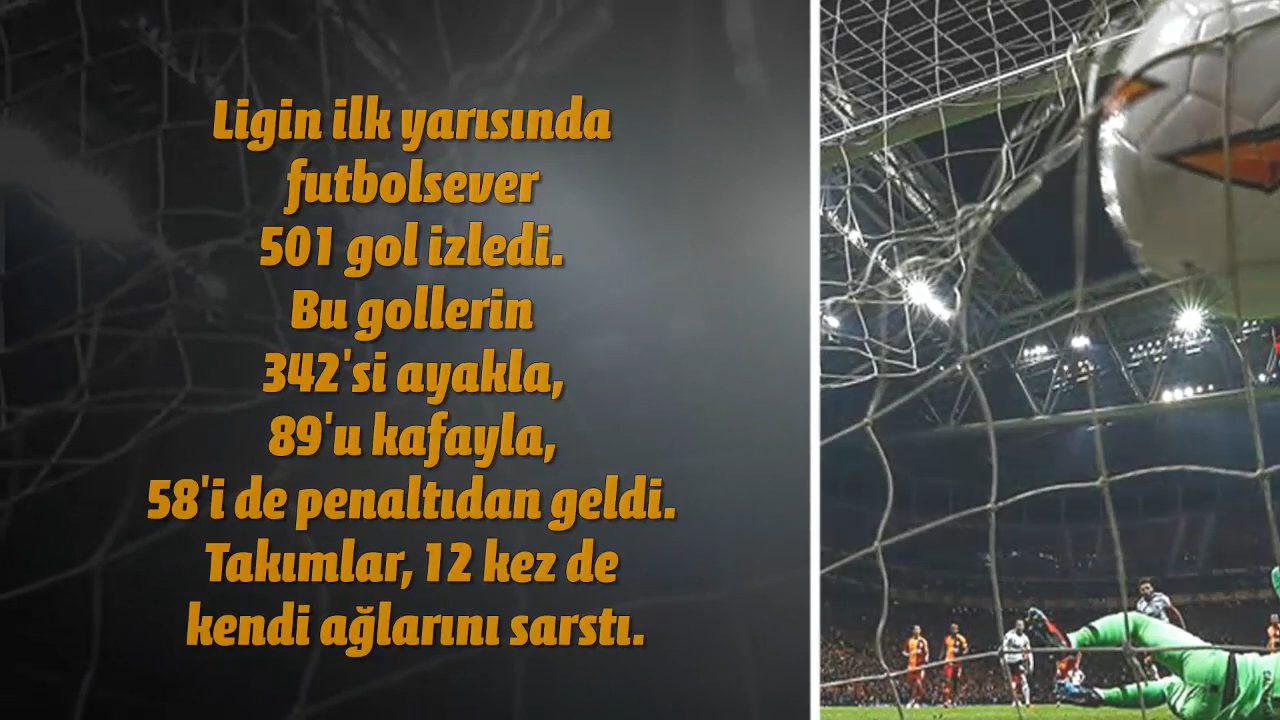 Ligin ilk yarısında
futbolsever
501 gol izledi.
Bu gollerin
342'si ayakla,
89'u kafayla,
58'i de penaltıdan geldi.
Takımlar, 12 kez de
kendi ağlarını sarstı.